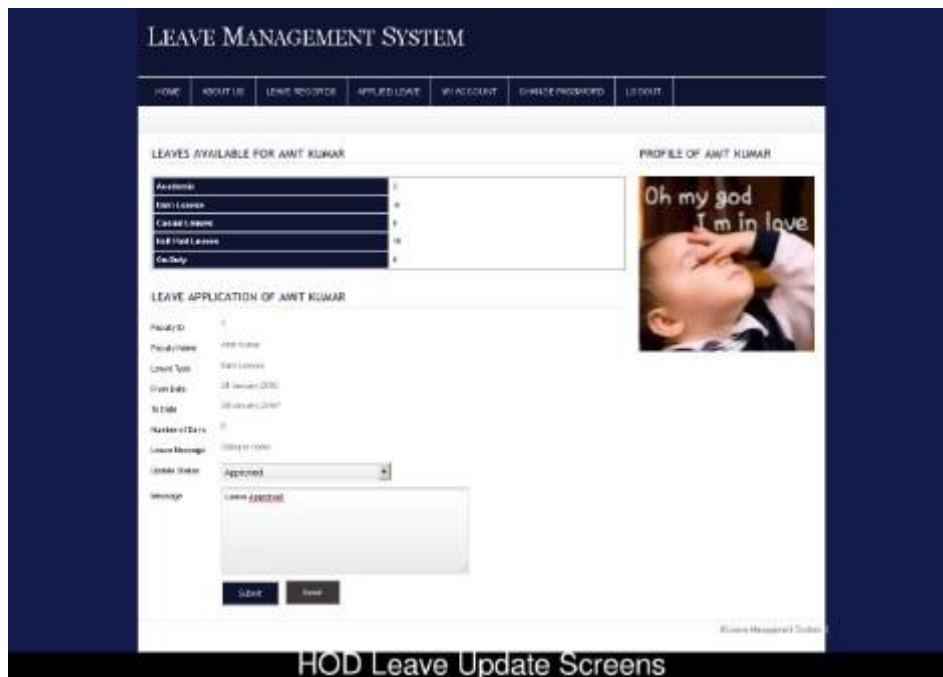 LEAVE MANAGEMENT SYSTEM
HOME ABOUT US LEAVE RECORDS APPLIED LEAVE MY ACCOUNT CHANGE PASSWORD LOGOUT
LEAVES AVAILABLE FOR AMIT KUMAR
PROFILE OF AMIT KUMAR
Academic
Earn Leaves
Casual Leaves
Half Paid Leaves
On Duty
Oh my god
I m in love
LEAVE APPLICATION OF AMIT KUMAR
Faculty ID
Faculty Name Amit Kumar
Leave Type Earn Leaves
From Date
To Date
Number of Days
Leave Message
Update Status Approved
Message Leave Approved
Submit
HOD Leave Update Screens